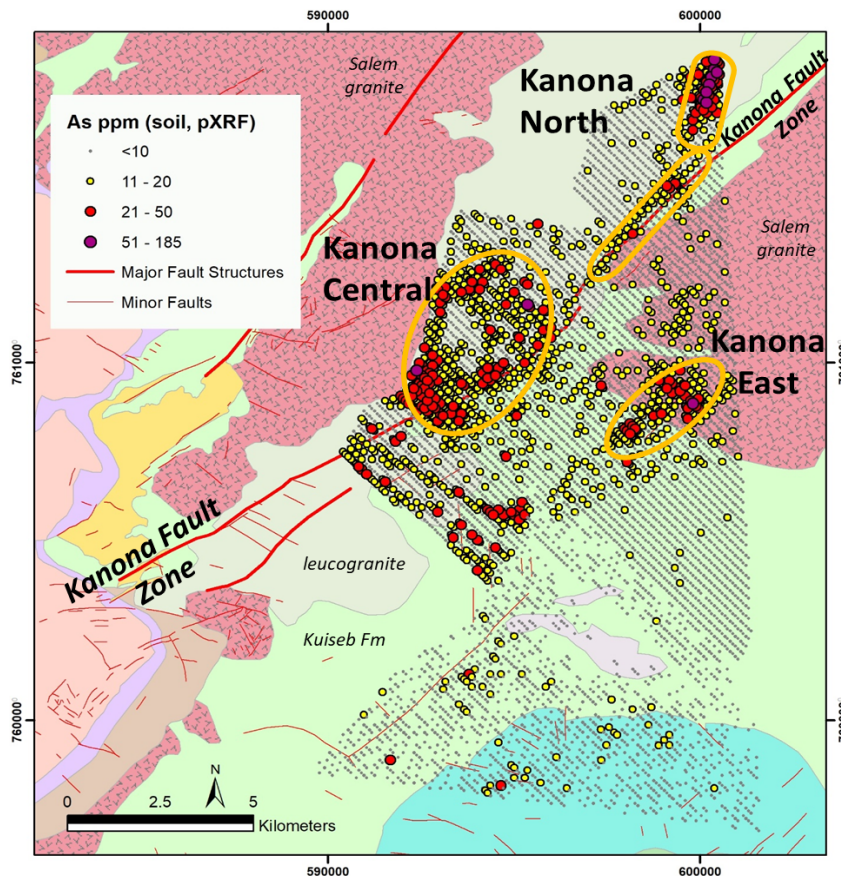 590000
600000
Salem
granite
Kanona
North
Kanona Fault
Zone
As ppm (soil, pXRF)
<10
11 - 20
21 - 50
51 - 185
Major Fault Structures
Minor Faults
Kanona
Central
Salem
granite
Kanona
East
761000
Kanona Fault
Zone
leucogranite
Kuiseb Fm
N
0
2.5
5
Kilometers
590000
600000